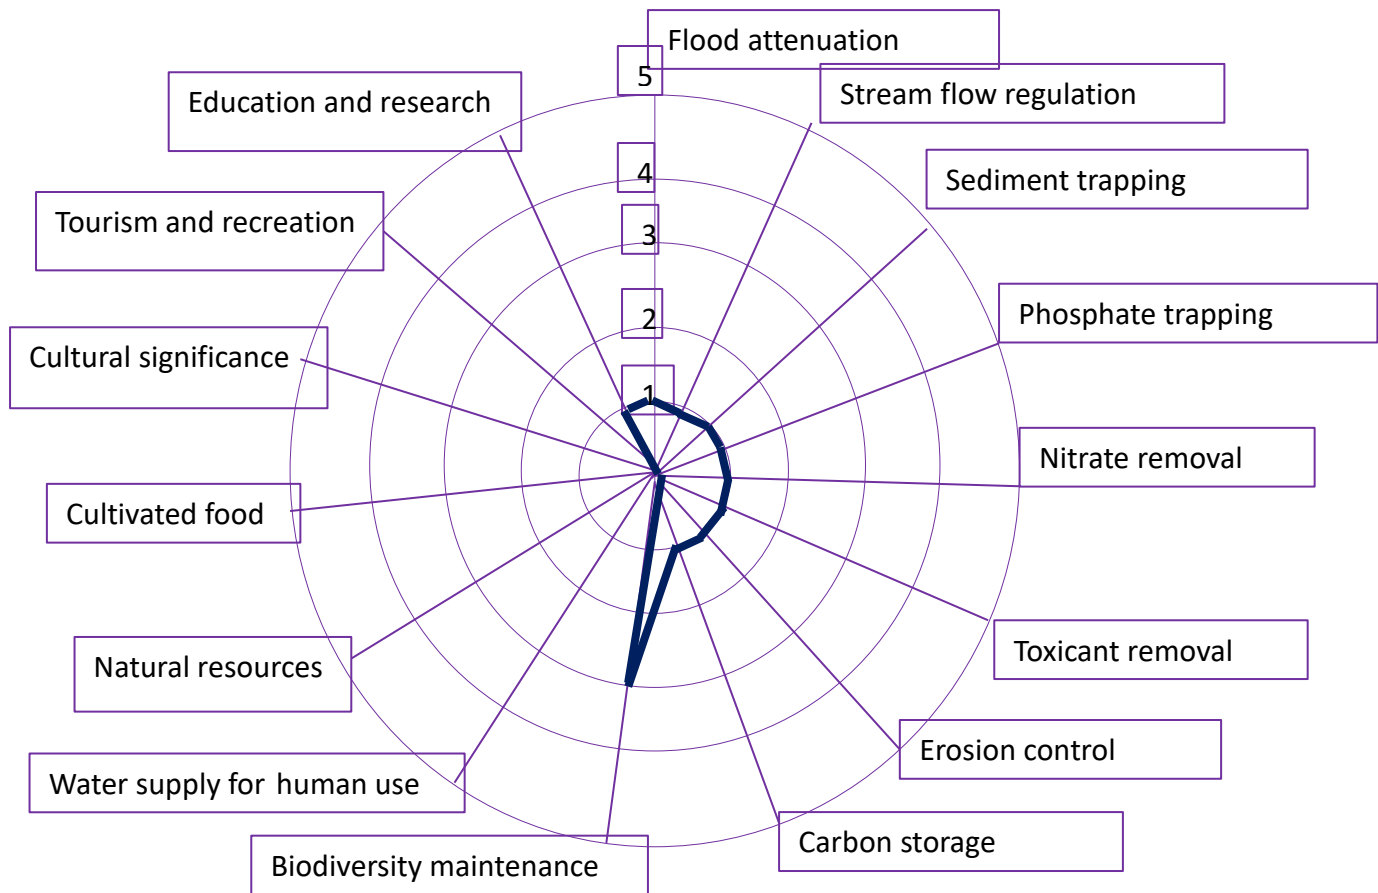 Flood attenuation
5
Stream flow regulation
Education and research
4
Sediment trapping
Tourism and recreation
3
Phosphate trapping
2
Cultural significance
1
Nitrate removal
Cultivated food
Toxicant removal
Natural resources
Erosion control
Water supply for human use
Carbon storage
Biodiversity maintenance